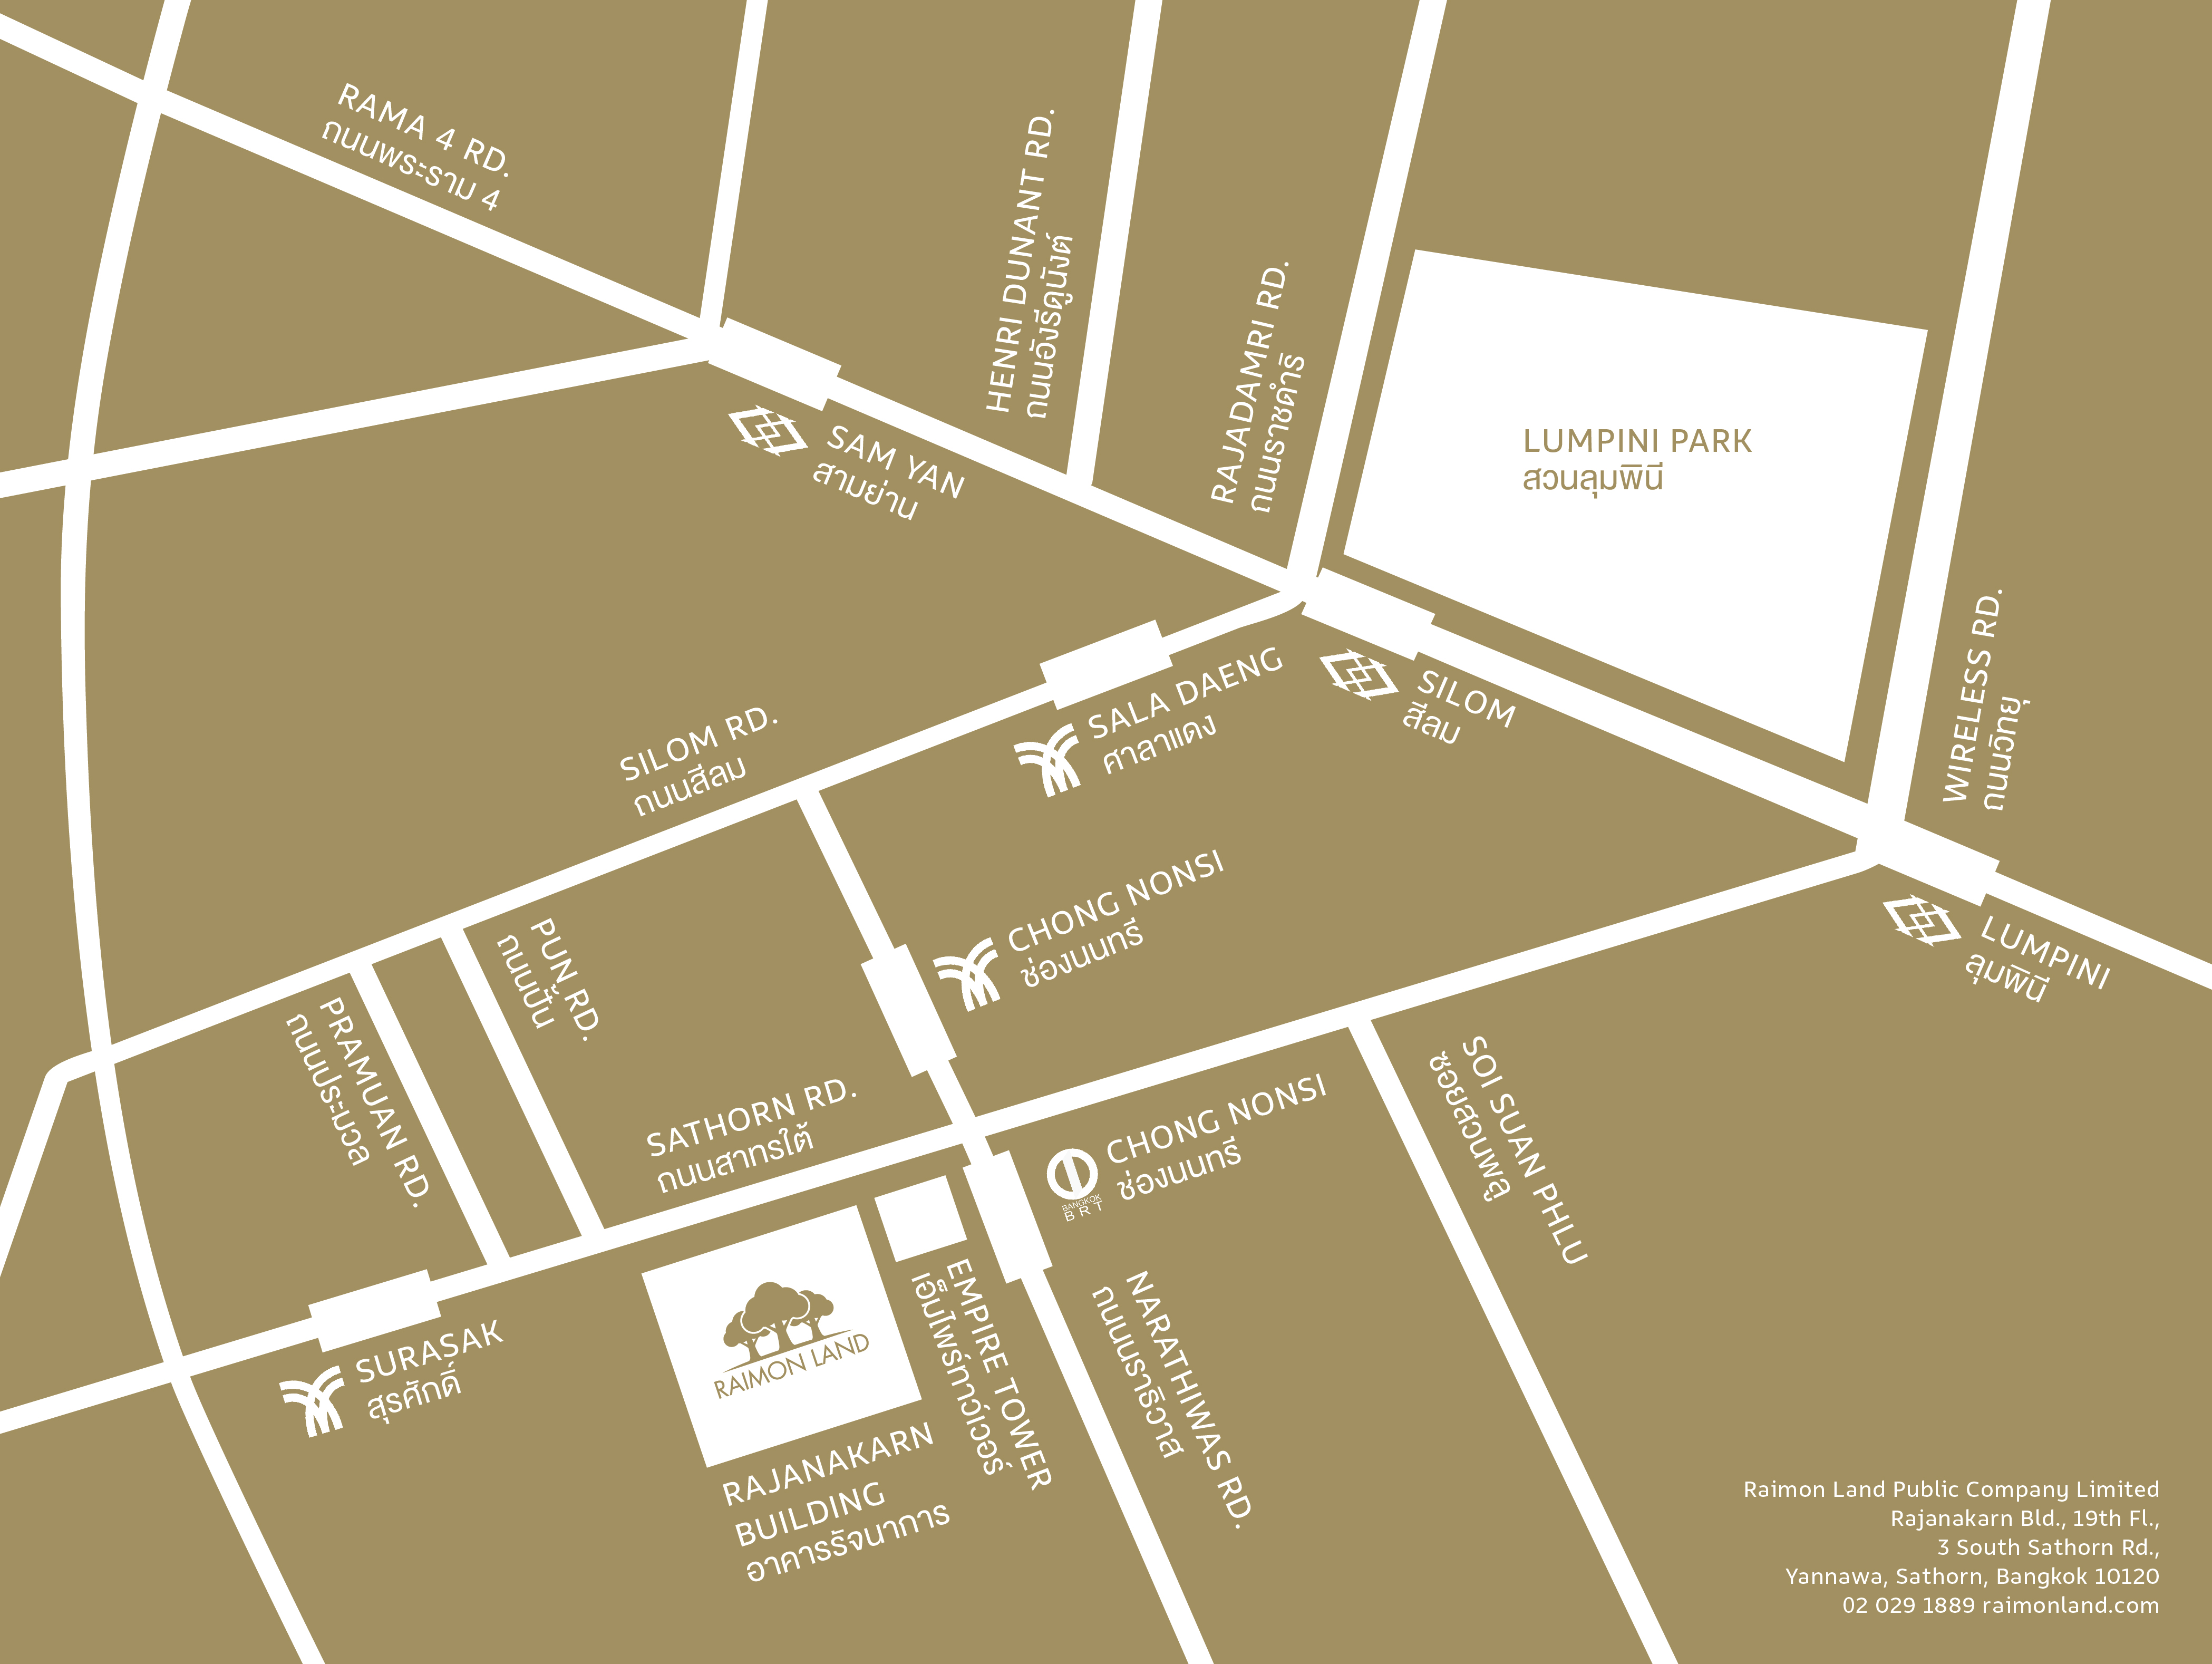 RAMA 4 RD.
ถนนพระราม 4
HENRI DUNANT RD.
ถนนอังรีดูนังต์
RAJADAMRI RD.
ถนนราชดำริ
LUMPINI PARK
สวนลุมพินี
SAM YAN
สามย่าน
WIRELESS RD.
ถนนวิทยุ
SALA DAENG
ศาลาแดง
SILOM
สีลม
SILOM RD.
ถนนสีลม
CHONG NONSI
ช่องนนทรี
LUMPINI
ลุมพินี
PUN RD.
ถนนปั้น
PRAMUAN RD.
ถนนประมวล
SATHORN RD.
ถนนสาทรใต้
CHONG NONSI
ช่องนนทรี
BANGKOK
BRT
SOI SUAN PHLU
ซอยสวนพลู
SURASAK
สุรศักดิ์
RAIMON LAND
EMPIRE TOWER
เอ็มไพร์ทาวเวอร์
NARATHIWAS RD.
ถนนนราธิวาส
RAJANAKARN
BUILDING
อาคารรัจนาการ
Raimon Land Public Company Limited
Rajanakarn Bld., 19th Fl.,
3 South Sathorn Rd.,
Yannawa, Sathorn, Bangkok 10120
02 029 1889 raimonland.com